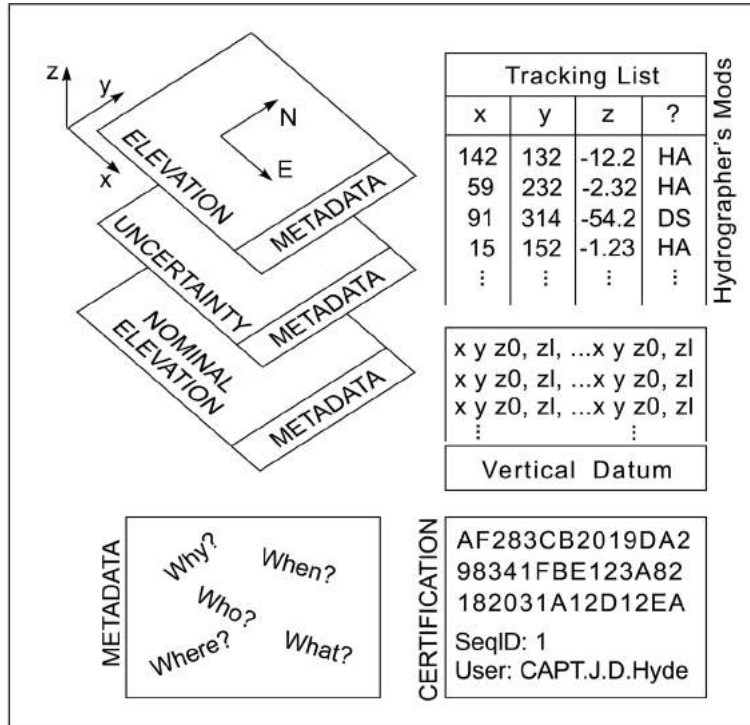 z
y
x
N
E
ELEVATION
METADATA
UNCERTAINTY
METADATA
NOMINAL
ELEVATION
METADATA
Tracking List
x y z ?
142 132 -12.2 HA
59 232 -2.32 HA
91 314 -54.2 DS
15 152 -1.23 HA
⋮ ⋮ ⋮ ⋮
Hydrographer's Mods
x y z0, zl, ...x y z0, zl
x y z0, zl, ...x y z0, zl
x y z0, zl, ...x y z0, zl
⋮ ⋮
Vertical Datum
METADATA
Why?
When?
Who?
Where?
What?
CERTIFICATION
AF283CB2019DA2
98341FBE123A82
182031A12D12EA
SeqID: 1
User: CAPT.J.D.Hyde